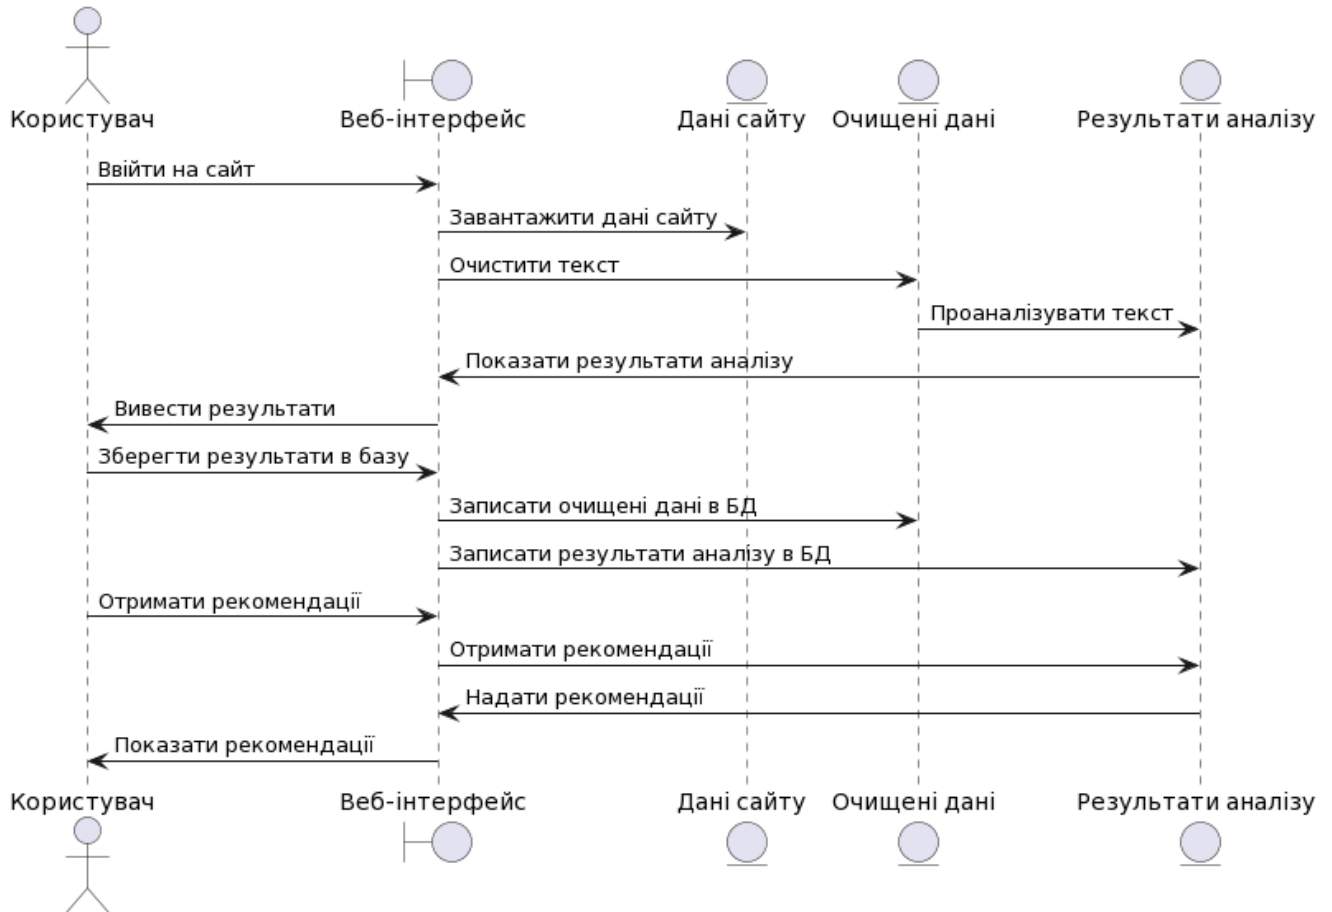 Користувач
Веб-інтерфейс
Дані сайту
Очищені дані
Результати аналізу
Ввійти на сайт
Завантажити дані сайту
Очистити текст
Проаналізувати текст
Показати результати аналізу
Вивести результати
Зберегти результати в базу
Записати очищені дані в БД
Записати результати аналізу в БД
Отримати рекомендації
Отримати рекомендації
Надати рекомендації
Показати рекомендації
Користувач
Веб-інтерфейс
Дані сайту
Очищені дані
Результати аналізу